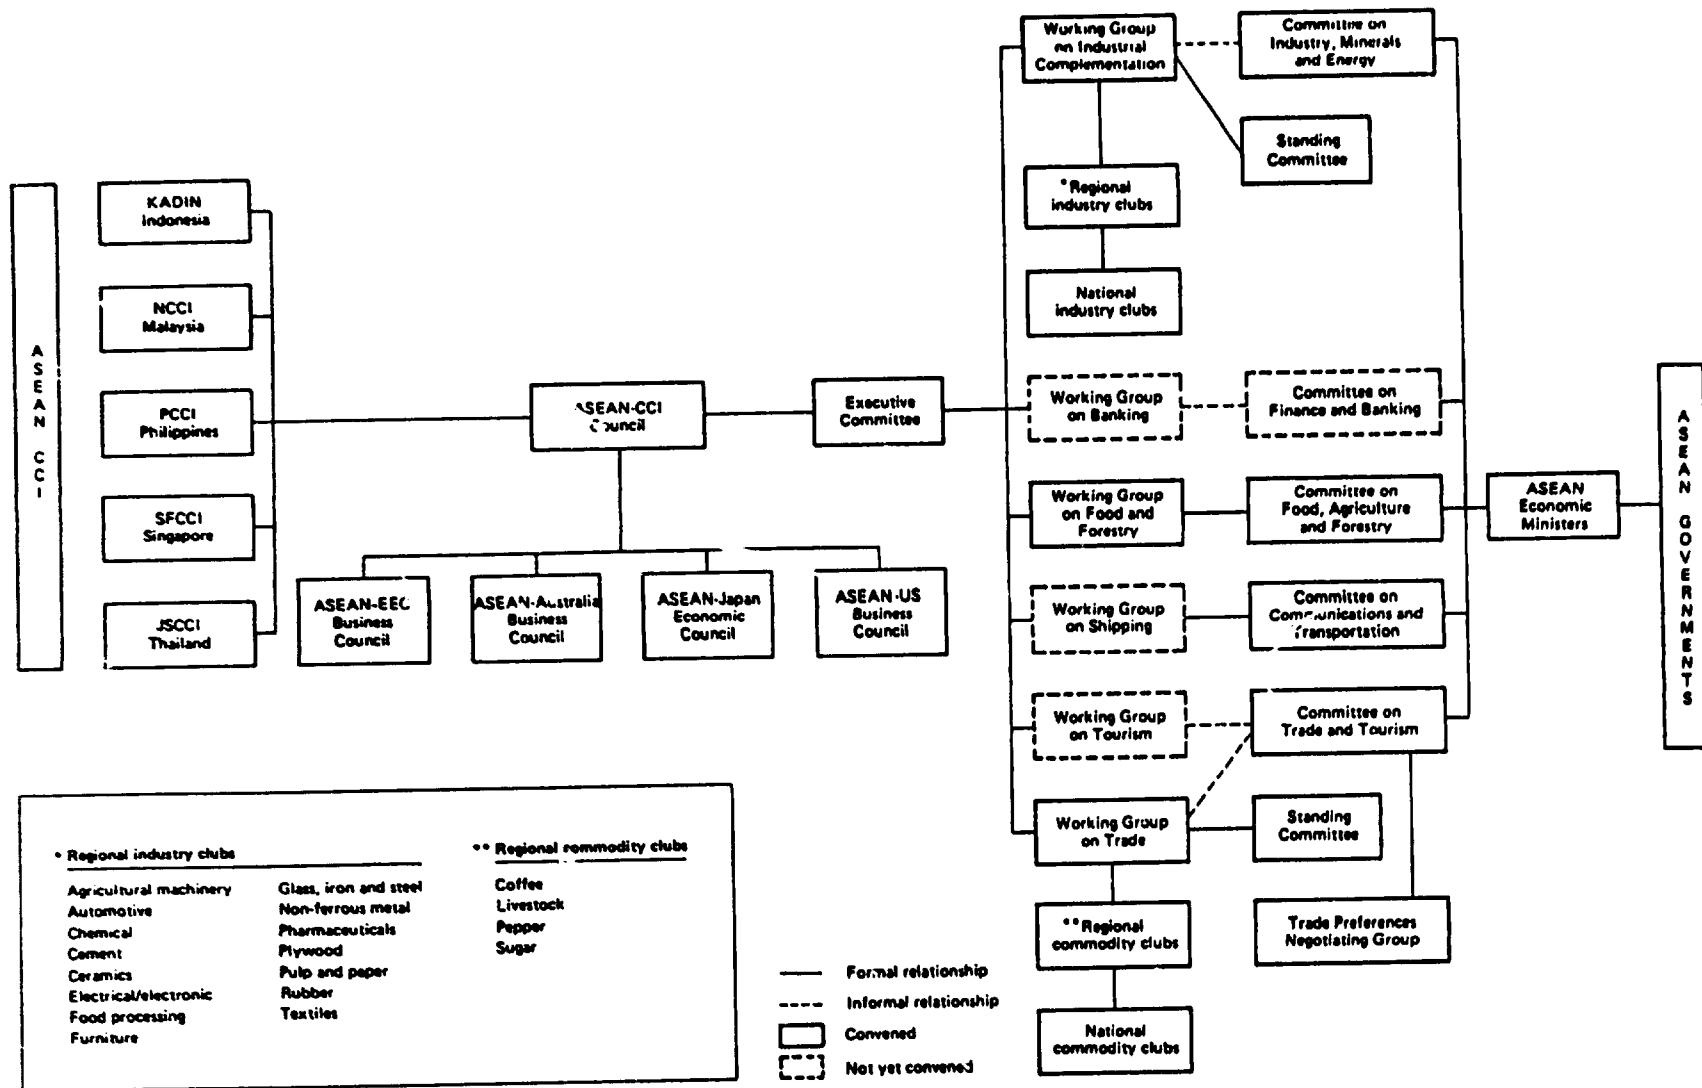 ASEAN CCI
KADIN
Indonesia
NCCI
Malaysia
PCCI
Philippines
SFCCI
Singapore
JSCCI
Thailand
ASEAN-CCI
Council
Executive
Committee
ASEAN-EEC
Business
Council
ASEAN-Australia
Business
Council
ASEAN-Japan
Economic
Council
ASEAN-US
Business
Council
Working Group
on Industrial
Complementation
Committee on
Industry, Minerals
and Energy
Standing
Committee
*Regional
industry clubs
National
industry clubs
Working Group
on Banking
Committee on
Finance and Banking
Working Group
on Food and
Forestry
Committee on
Food, Agriculture
and Forestry
Working Group
on Shipping
Committee on
Communications and
Transportation
Working Group
on Tourism
Committee on
Trade and Tourism
Working Group
on Trade
Standing
Committee
**Regional
commodity clubs
Trade Preferences
Negotiating Group
National
commodity clubs
ASEAN
Economic
Ministers
ASEAN GOVERNMENTS
* Regional industry clubs
Agricultural machinery
Automotive
Chemical
Cement
Ceramics
Electrical/electronic
Food processing
Furniture
Glass, iron and steel
Non-ferrous metal
Pharmaceuticals
Plywood
Pulp and paper
Rubber
Textiles
** Regional commodity clubs
Coffee
Livestock
Pepper
Sugar
Formal relationship
Informal relationship
Convened
Not yet convened